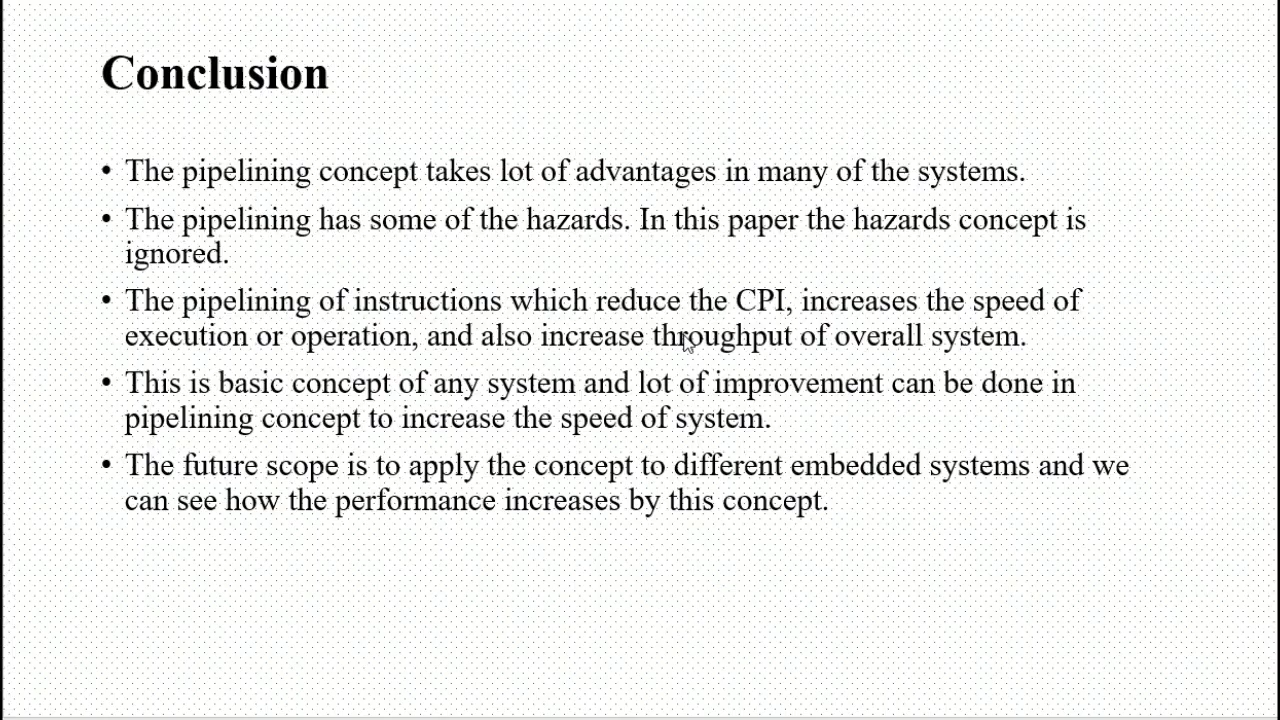 Conclusion
• The pipelining concept takes lot of advantages in many of the systems.
• The pipelining has some of the hazards. In this paper the hazards concept is
ignored.
• The pipelining of instructions which reduce the CPI, increases the speed of
execution or operation, and also increase throughput of overall system.
• This is basic concept of any system and lot of improvement can be done in
pipelining concept to increase the speed of system.
• The future scope is to apply the concept to different embedded systems and we
can see how the performance increases by this concept.